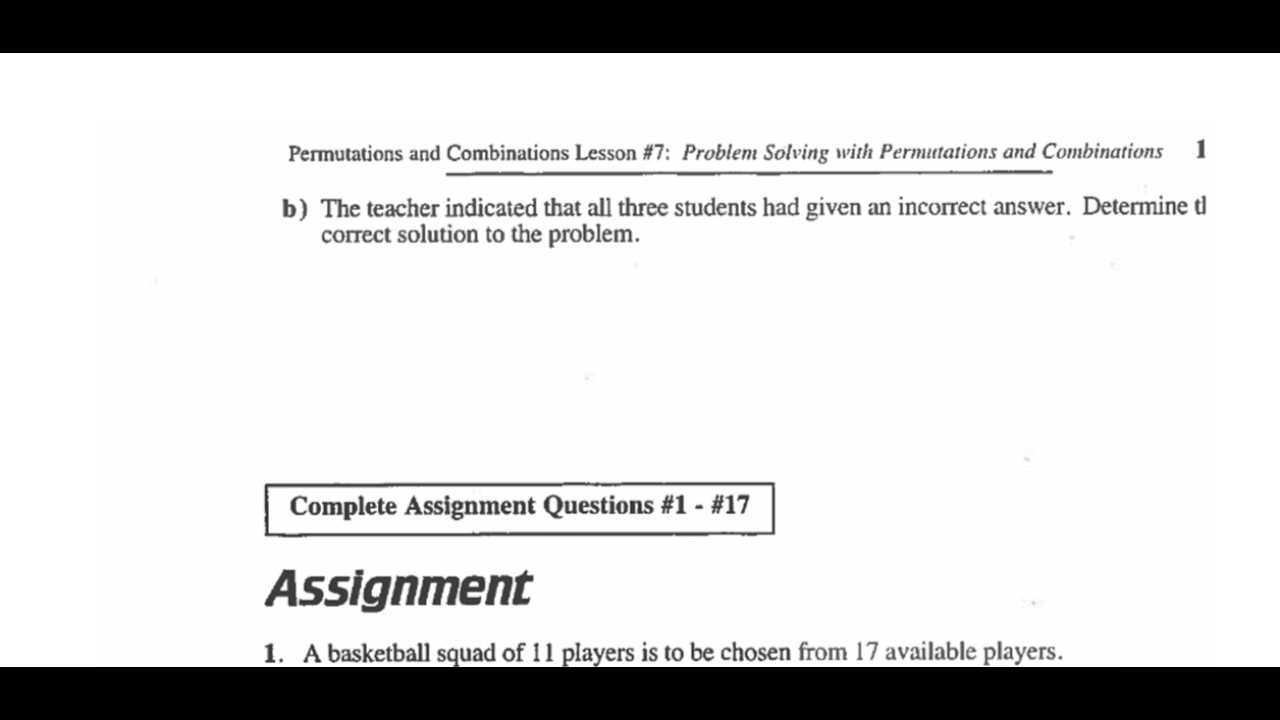 Permutations and Combinations Lesson #7: Problem Solving with Permutations and Combinations 1
b) The teacher indicated that all three students had given an incorrect answer. Determine
correct solution to the problem.
Complete Assignment Questions #1 - #17
Assignment
1. A basketball squad of 11 players is to be chosen from 17 available players.